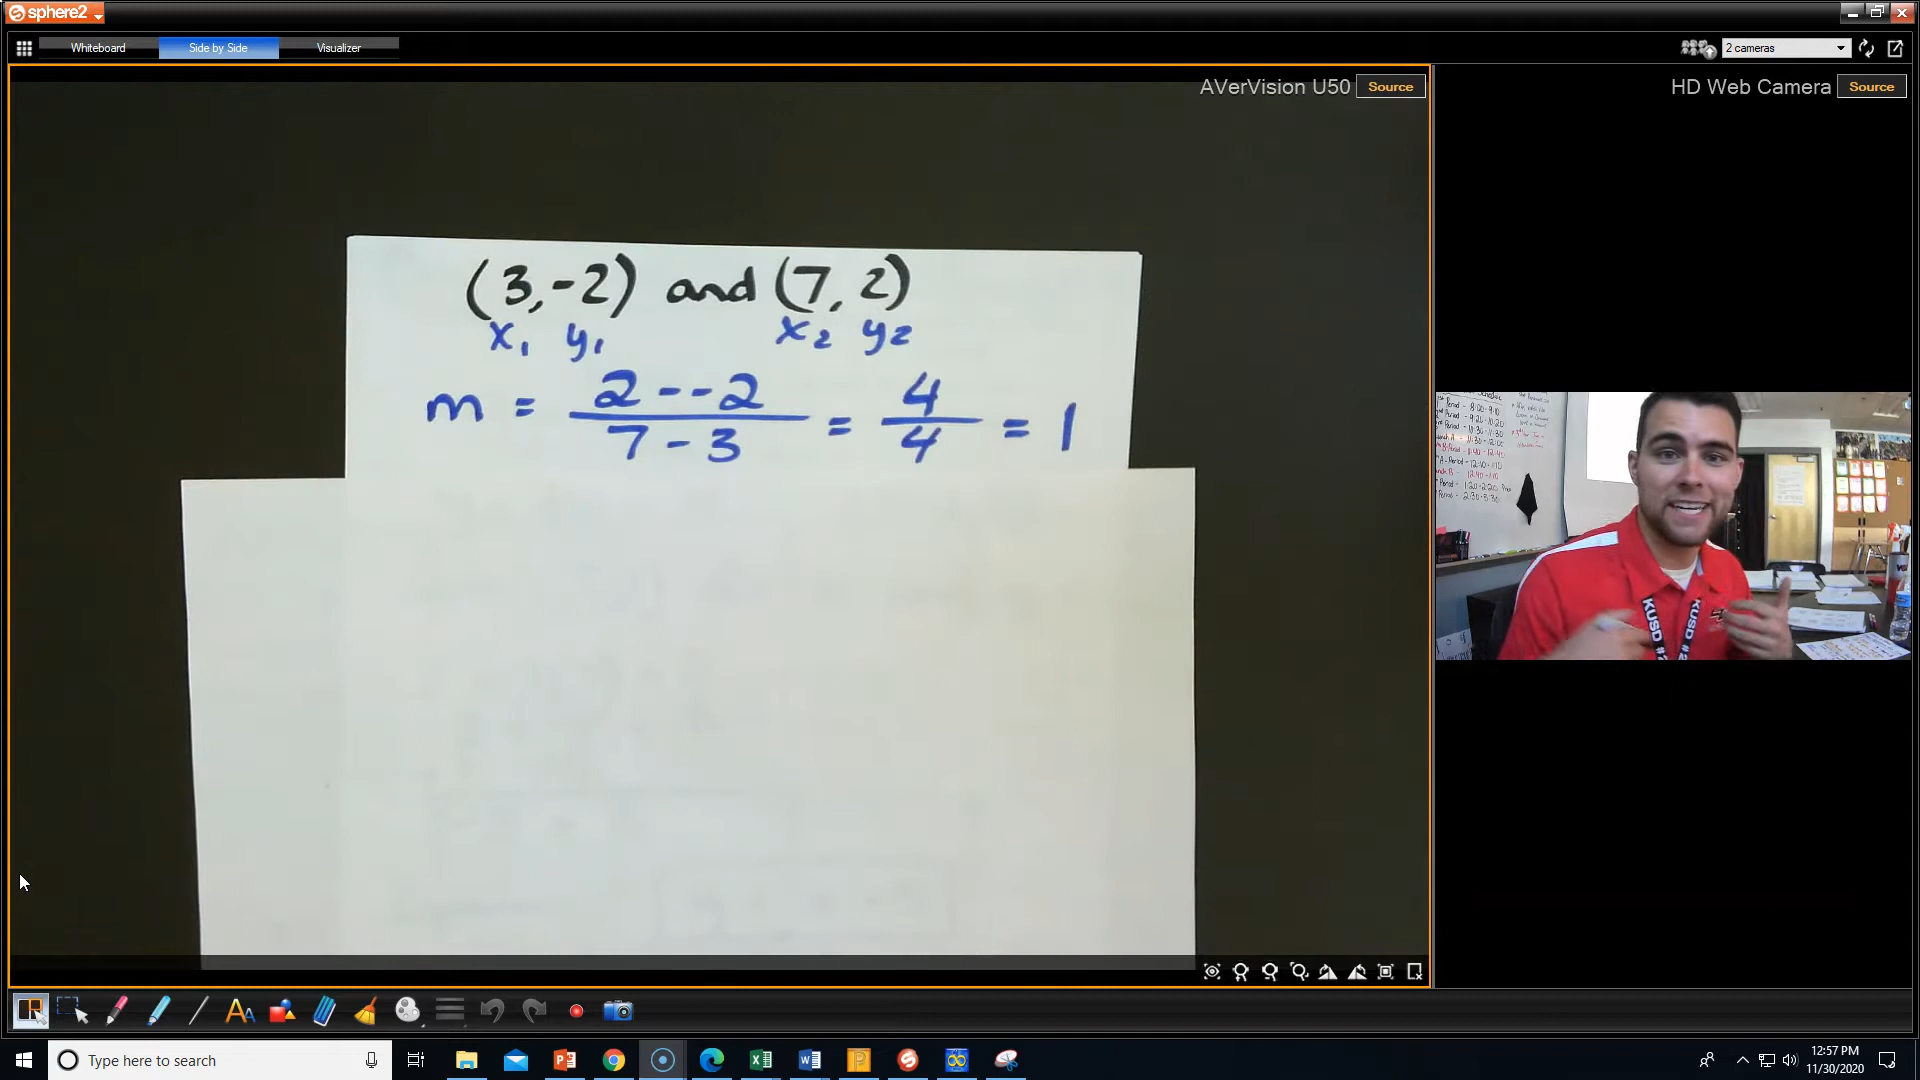 sphere2
Whiteboard
Side by Side
Visualizer
2 cameras
AVerVision U50
Source
HD Web Camera
Source
(3,-2) and (7, 2)
x₁ y₁ x₂ y₂
m = 2 - -2 / 7 - 3 = 4 / 4 = 1
KUSD
KUSD
Type here to search
12:57 PM
11/30/2020